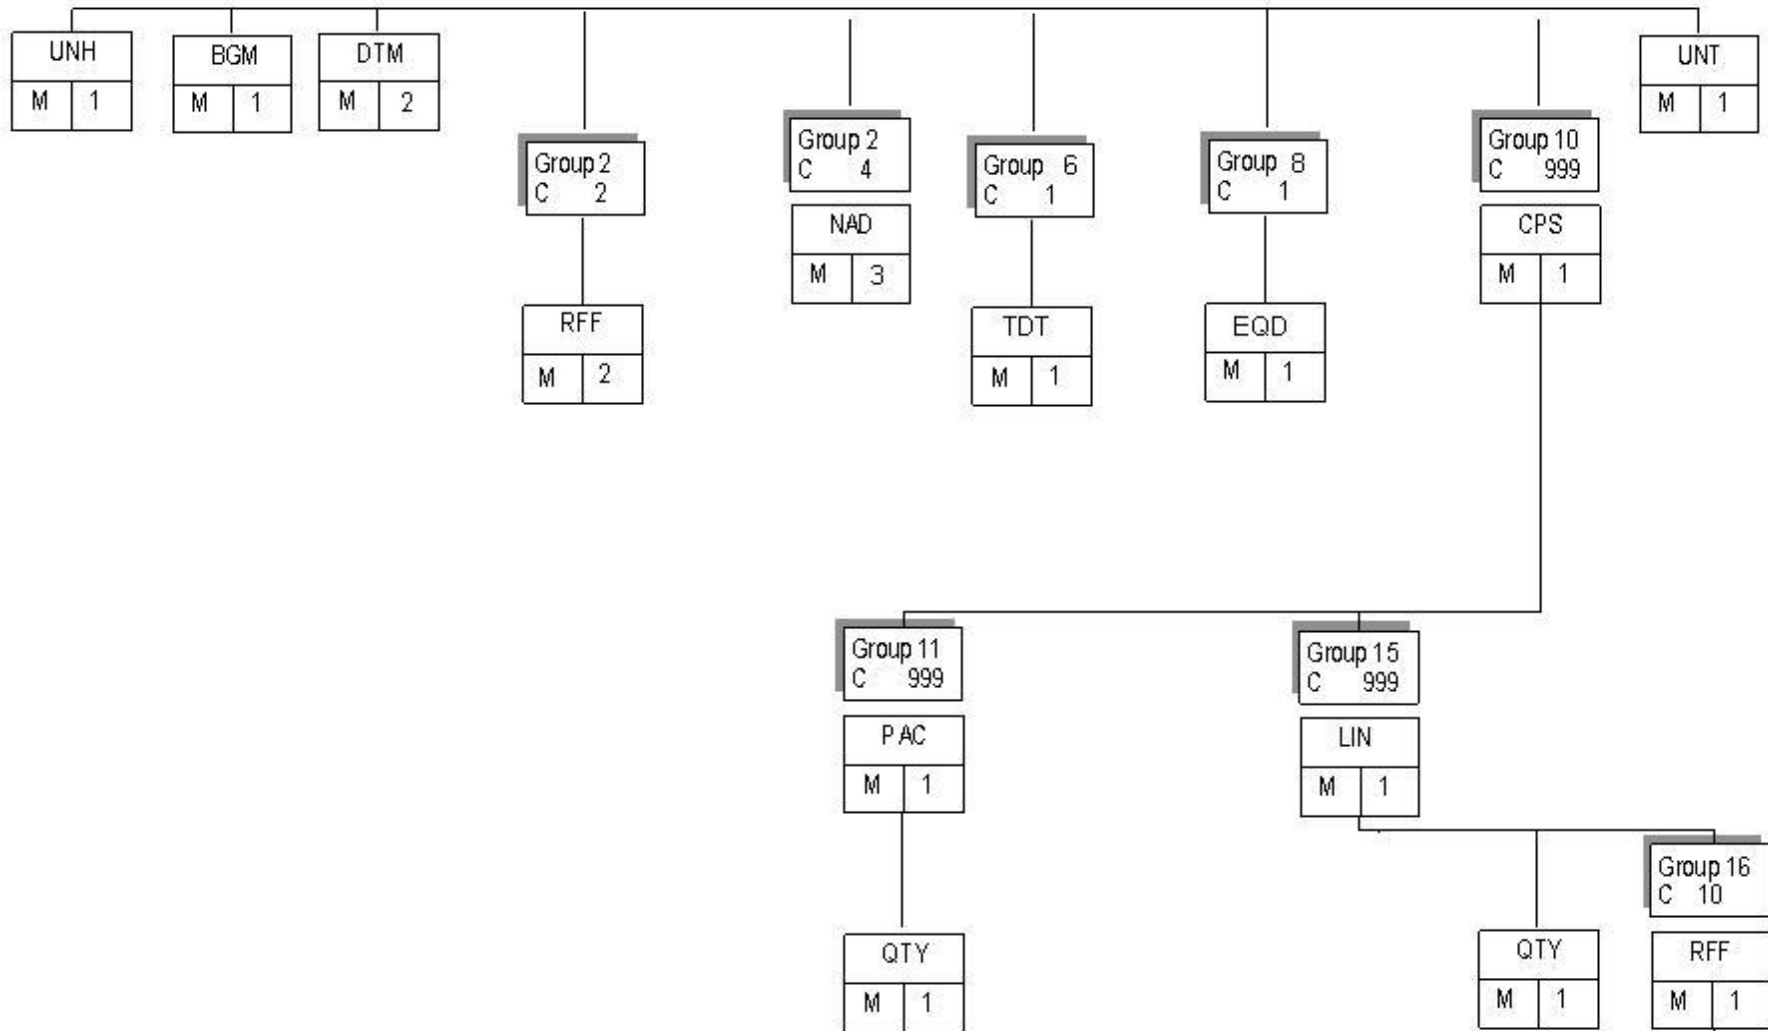 UNH
M 1
BGM
M 1
DTM
M 2
UNT
M 1
Group 2
C 2
RFF
M 2
Group 2
C 4
NAD
M 3
Group 6
C 1
TDT
M 1
Group 8
C 1
EQD
M 1
Group 10
C 999
CPS
M 1
Group 11
C 999
PAC
M 1
QTY
M 1
Group 15
C 999
LIN
M 1
QTY
M 1
Group 16
C 10
RFF
M 1